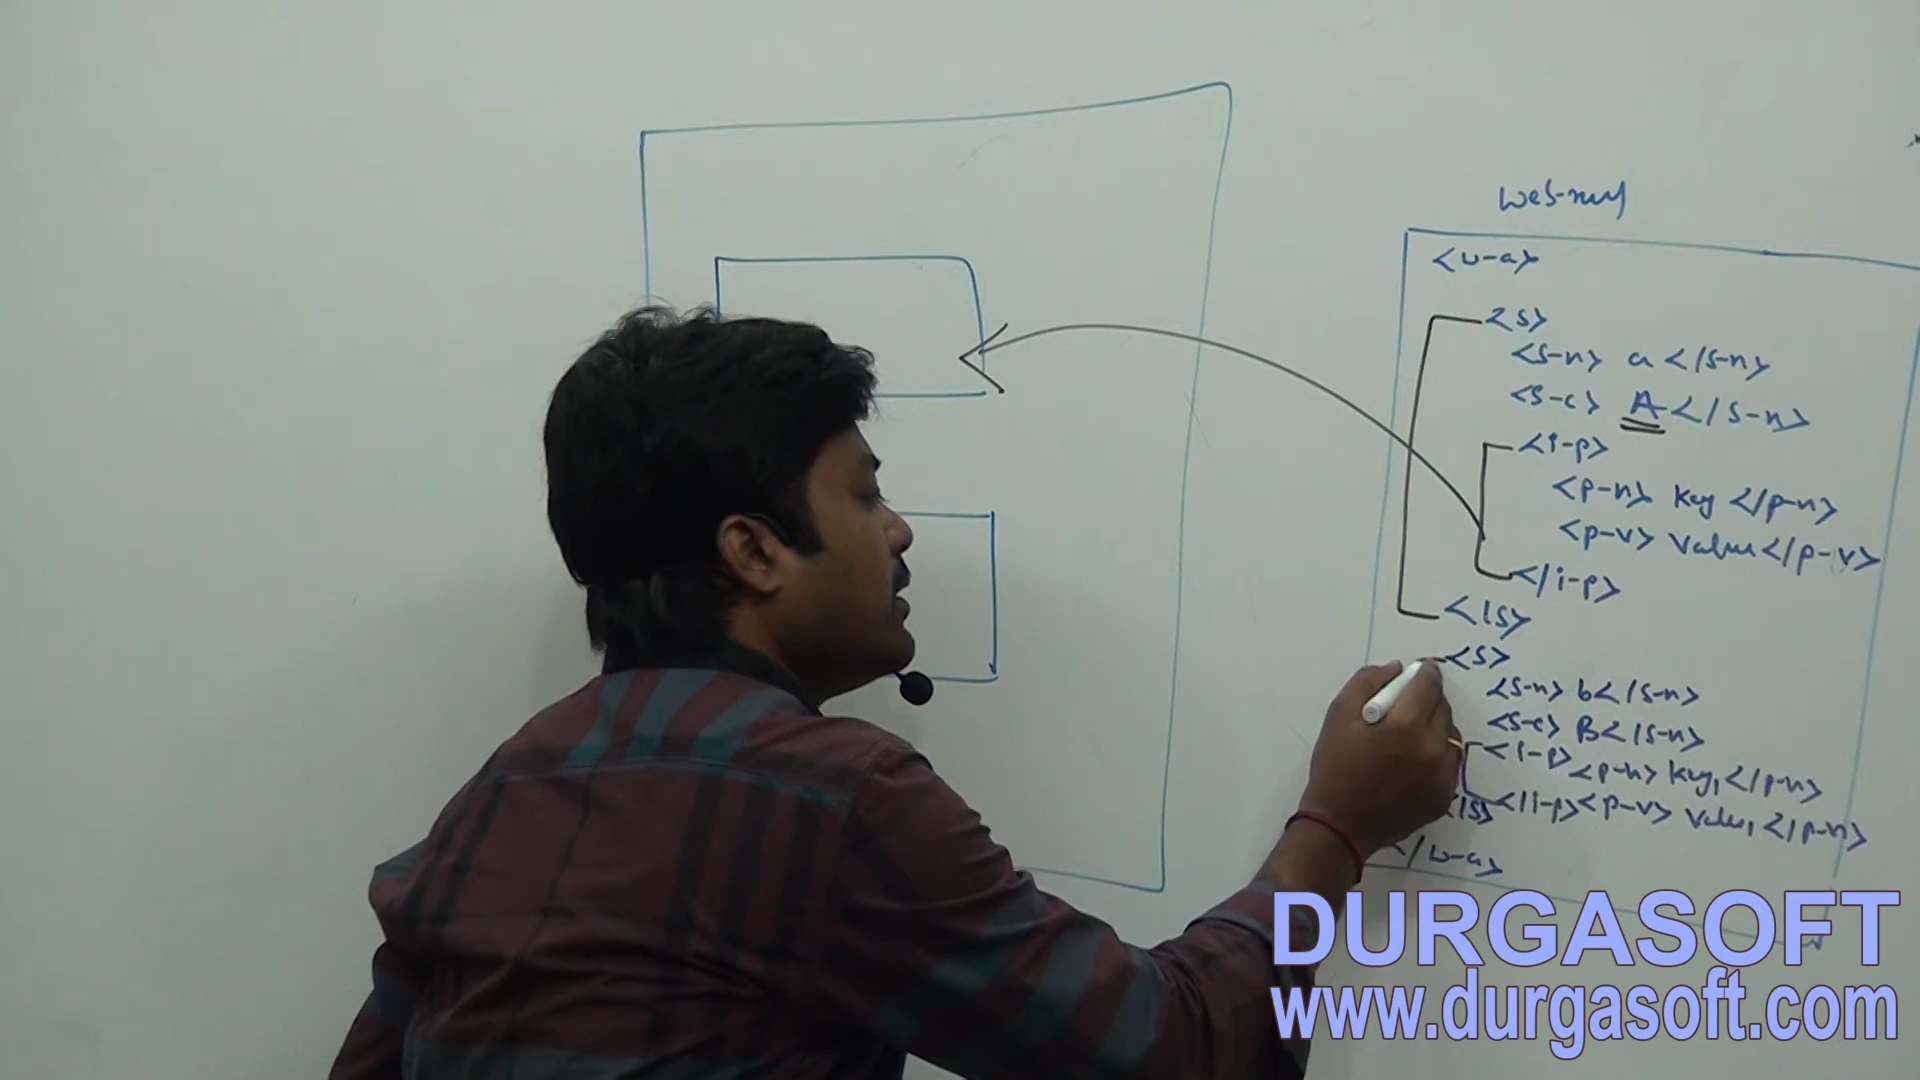 web-xml
<w-a>
<s>
<s-n> a </s-n>
<s-c> A </s-n>
<i-p>
<p-n> key </p-n>
<p-v> value </p-v>
</i-p>
</s>
<s>
<s-n> b </s-n>
<s-c> B </s-n>
<i-p>
<p-n> key1 </p-n>
</i-p> <p-v> value1 </p-n>
</s>
</w-a>
DURGASOFT
www.durgasoft.com